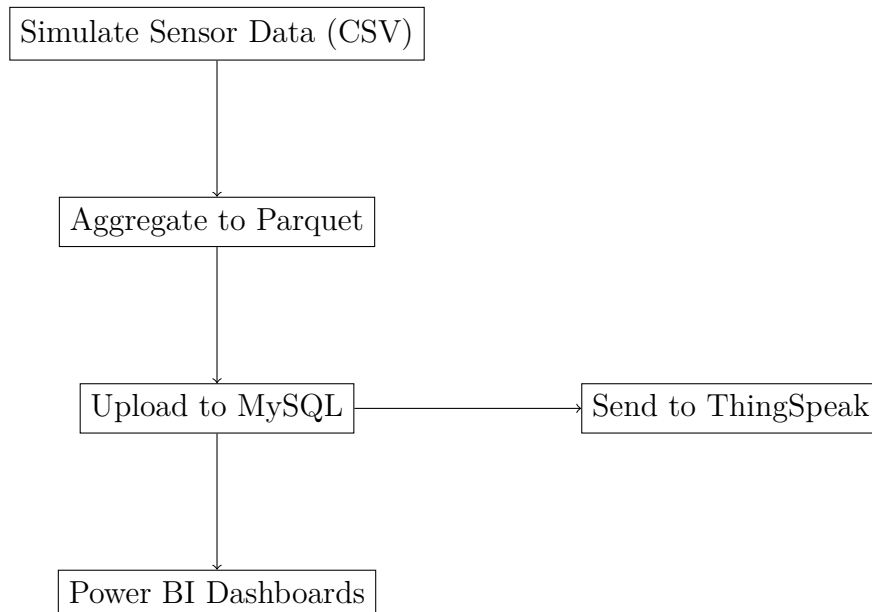 Simulate Sensor Data (CSV)
Aggregate to Parquet
Upload to MySQL
Send to ThingSpeak
Power BI Dashboards